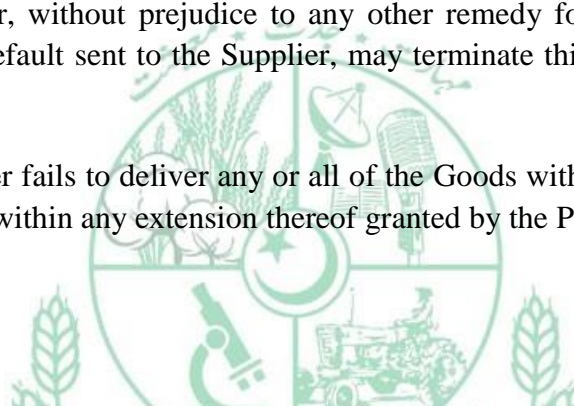 r, without prejudice to any other remedy fo
efault sent to the Supplier, may terminate thi
er fails to deliver any or all of the Goods with
within any extension thereof granted by the P